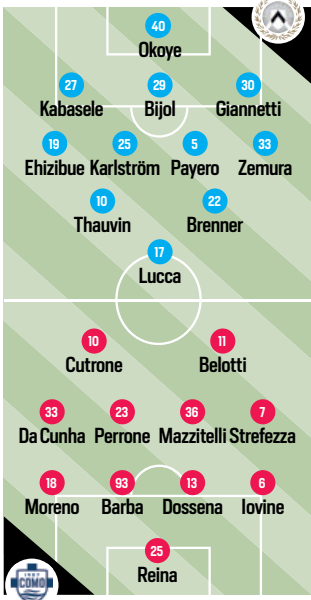 40
Okoye
27 29 30
Kabasele Bijol Giannetti
19 25 5 33
Ehizibue Karlström Payero Zemura
10 22
Thauvin Brenner
17
Lucca
10 11
Cutrone Belotti
33 23 36 7
Da Cunha Perrone Mazzitelli Strefezza
18 93 13 6
Moreno Barba Dossena Iovine
25
Reina
1907
COMO